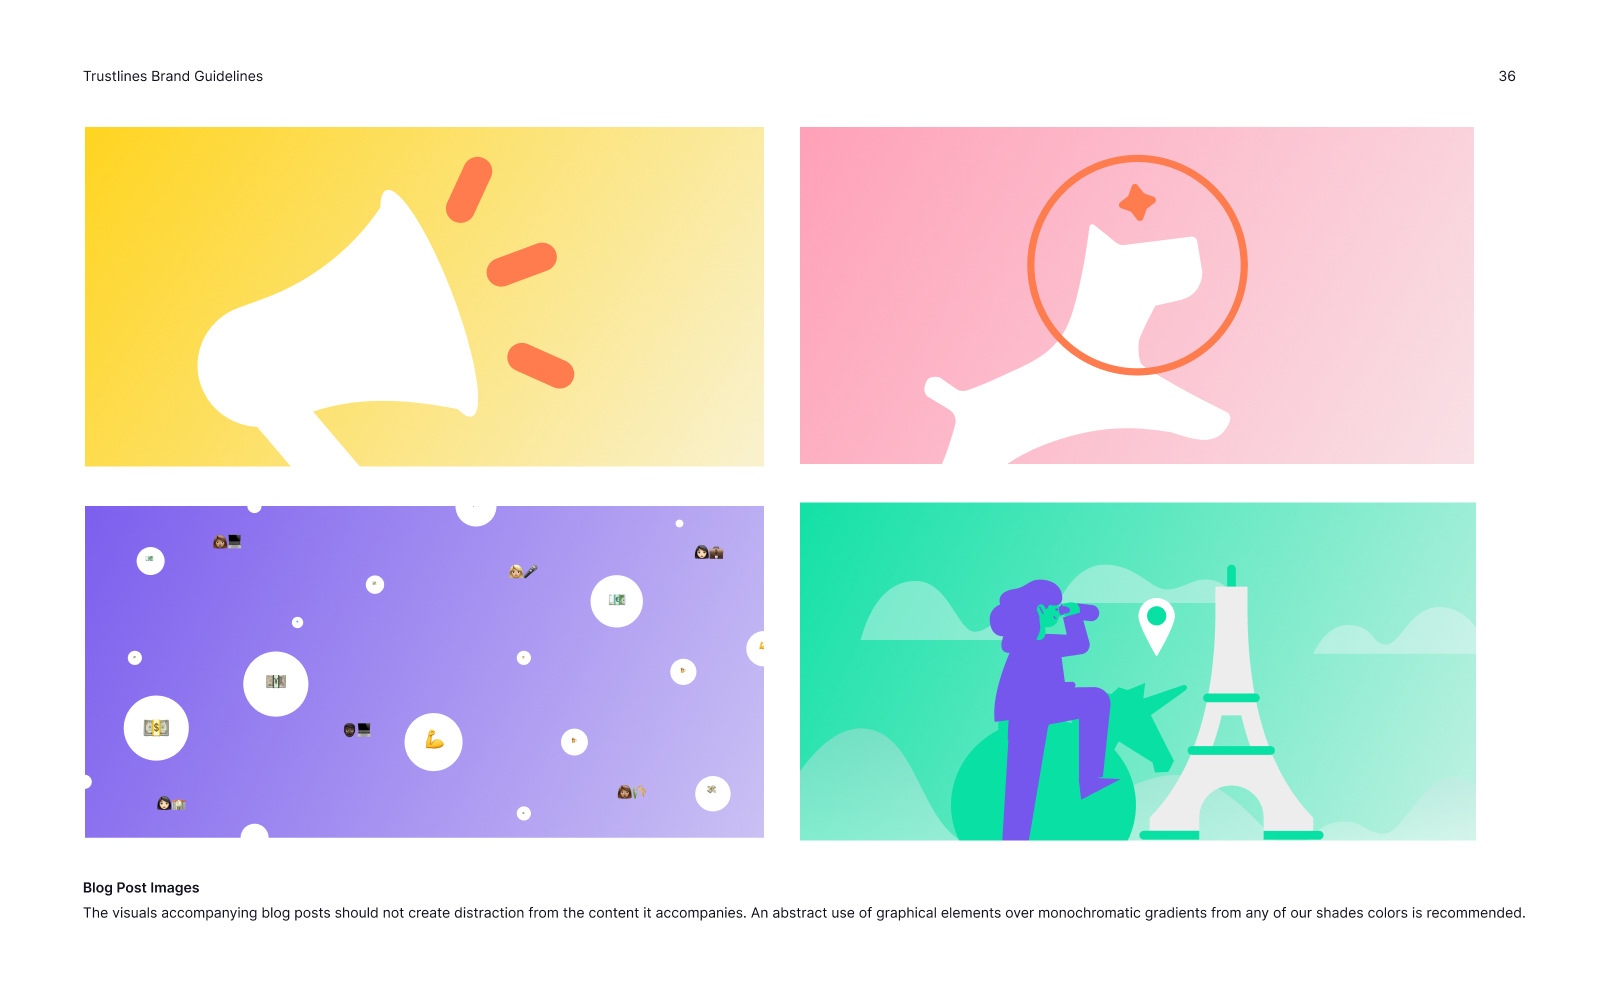 Trustlines Brand Guidelines
36
Blog Post Images
The visuals accompanying blog posts should not create distraction from the content it accompanies. An abstract use of graphical elements over monochromatic gradients from any of our shades colors is recommended.